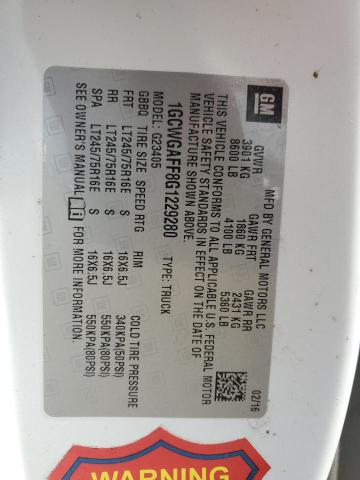 GM
MFD BY GENERAL MOTORS LLC
02/16
GVWR GAWR FRT GAWR RR
3901 KG 1860 KG 2431 KG
8600 LB 4100 LB 5360 LB
THIS VEHICLE CONFORMS TO ALL APPLICABLE U.S. FEDERAL MOTOR
VEHICLE SAFETY STANDARDS IN EFFECT ON THE DATE OF
MANUFACTURE SHOWN ABOVE.
1GCWGAFF8G1229280 TYPE: TRUCK
MODEL: G23405
GBBQ TIRE SIZE SPEED RTG RIM COLD TIRE PRESSURE
FRT LT245/75R16E S 16X6.5J 340KPA(50PSI)
RR LT245/75R16E S 16X6.5J 550KPA(80PSI)
SPA LT245/75R16E S 16X6.5J 550KPA(80PSI)
SEE OWNER'S MANUAL FOR MORE INFORMATION.
WARNING